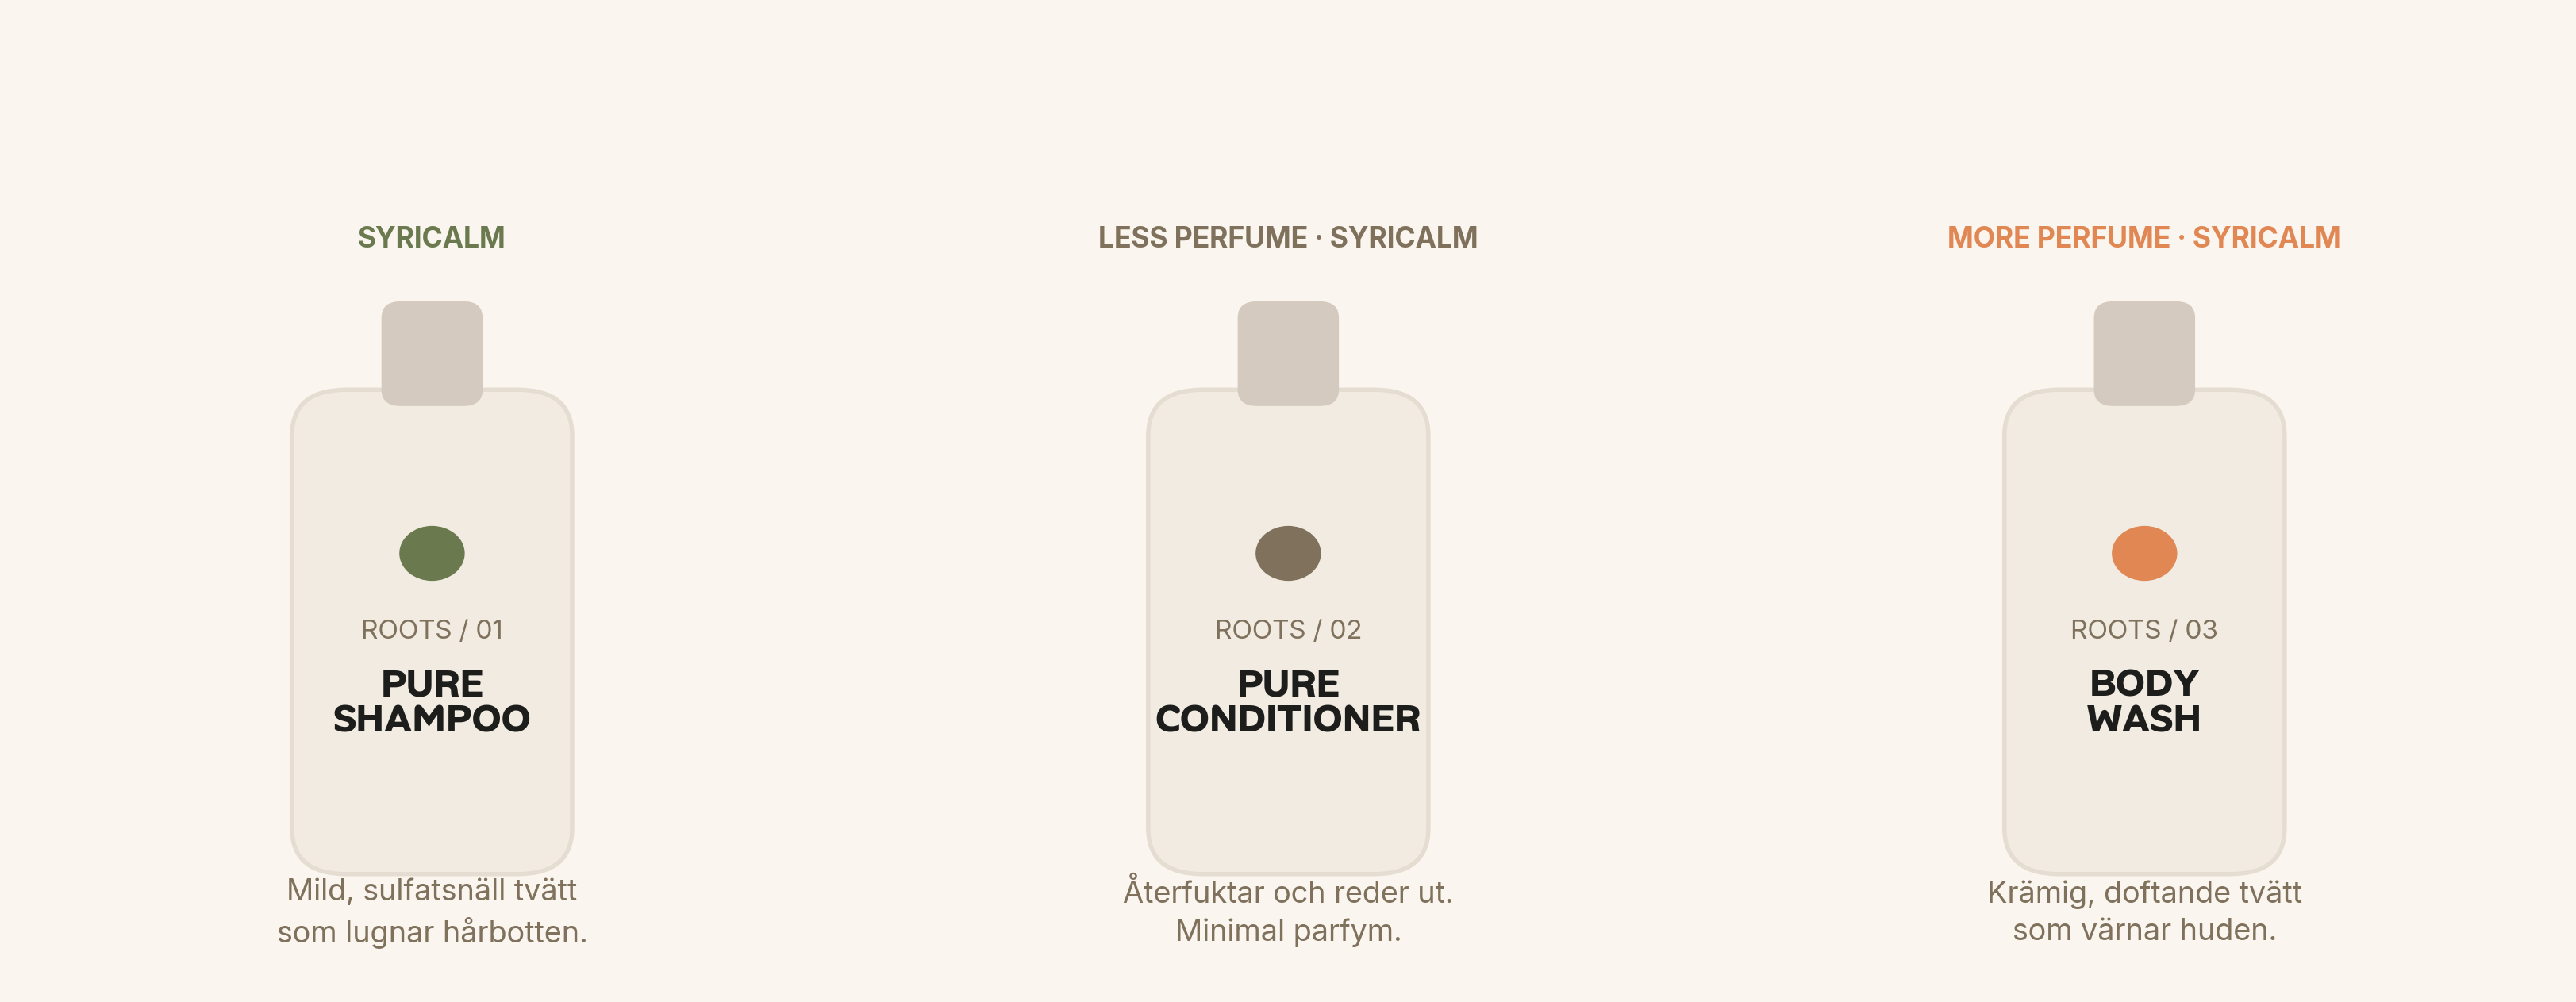 SYRICALM
ROOTS / 01
PURE
SHAMPOO
Mild, sulfatsnäll tvätt
som lugnar hårbotten.
LESS PERFUME · SYRICALM
ROOTS / 02
PURE
CONDITIONER
Återfuktar och reder ut.
Minimal parfym.
MORE PERFUME · SYRICALM
ROOTS / 03
BODY
WASH
Krämig, doftande tvätt
som värnar huden.